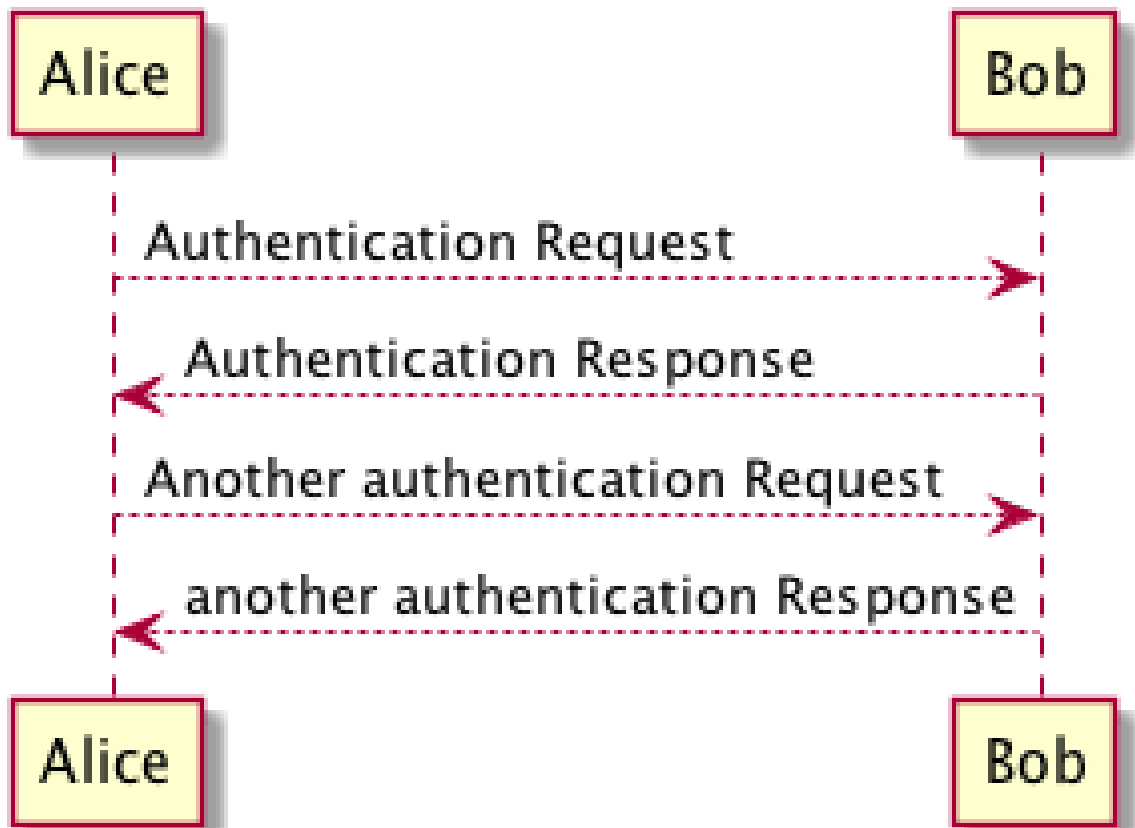 Alice
Bob
Authentication Request
Authentication Response
Another authentication Request
another authentication Response
Alice
Bob